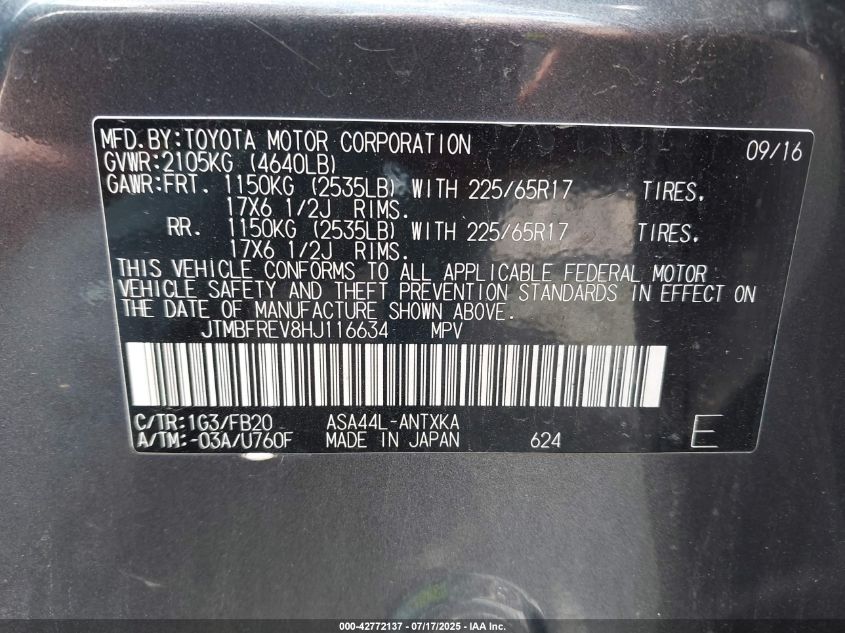 MFD.BY:TOYOTA MOTOR CORPORATION 09/16
GVWR:2105KG (4640LB)
GAWR:FRT. 1150KG (2535LB) WITH 225/65R17 TIRES,
17X6 1/2J RIMS.
RR. 1150KG (2535LB) WITH 225/65R17 TIRES,
17X6 1/2J RIMS.
THIS VEHICLE CONFORMS TO ALL APPLICABLE FEDERAL MOTOR
VEHICLE SAFETY AND THEFT PREVENTION STANDARDS IN EFFECT ON
THE DATE OF MANUFACTURE SHOWN ABOVE.
JTMBFREV8HJ116634 MPV
C/TR:1G3/FB20 ASA44L-ANTXKA
A/TM:-03A/U760F MADE IN JAPAN 624 E
000-42772137 - 07/17/2025 - IAA Inc.